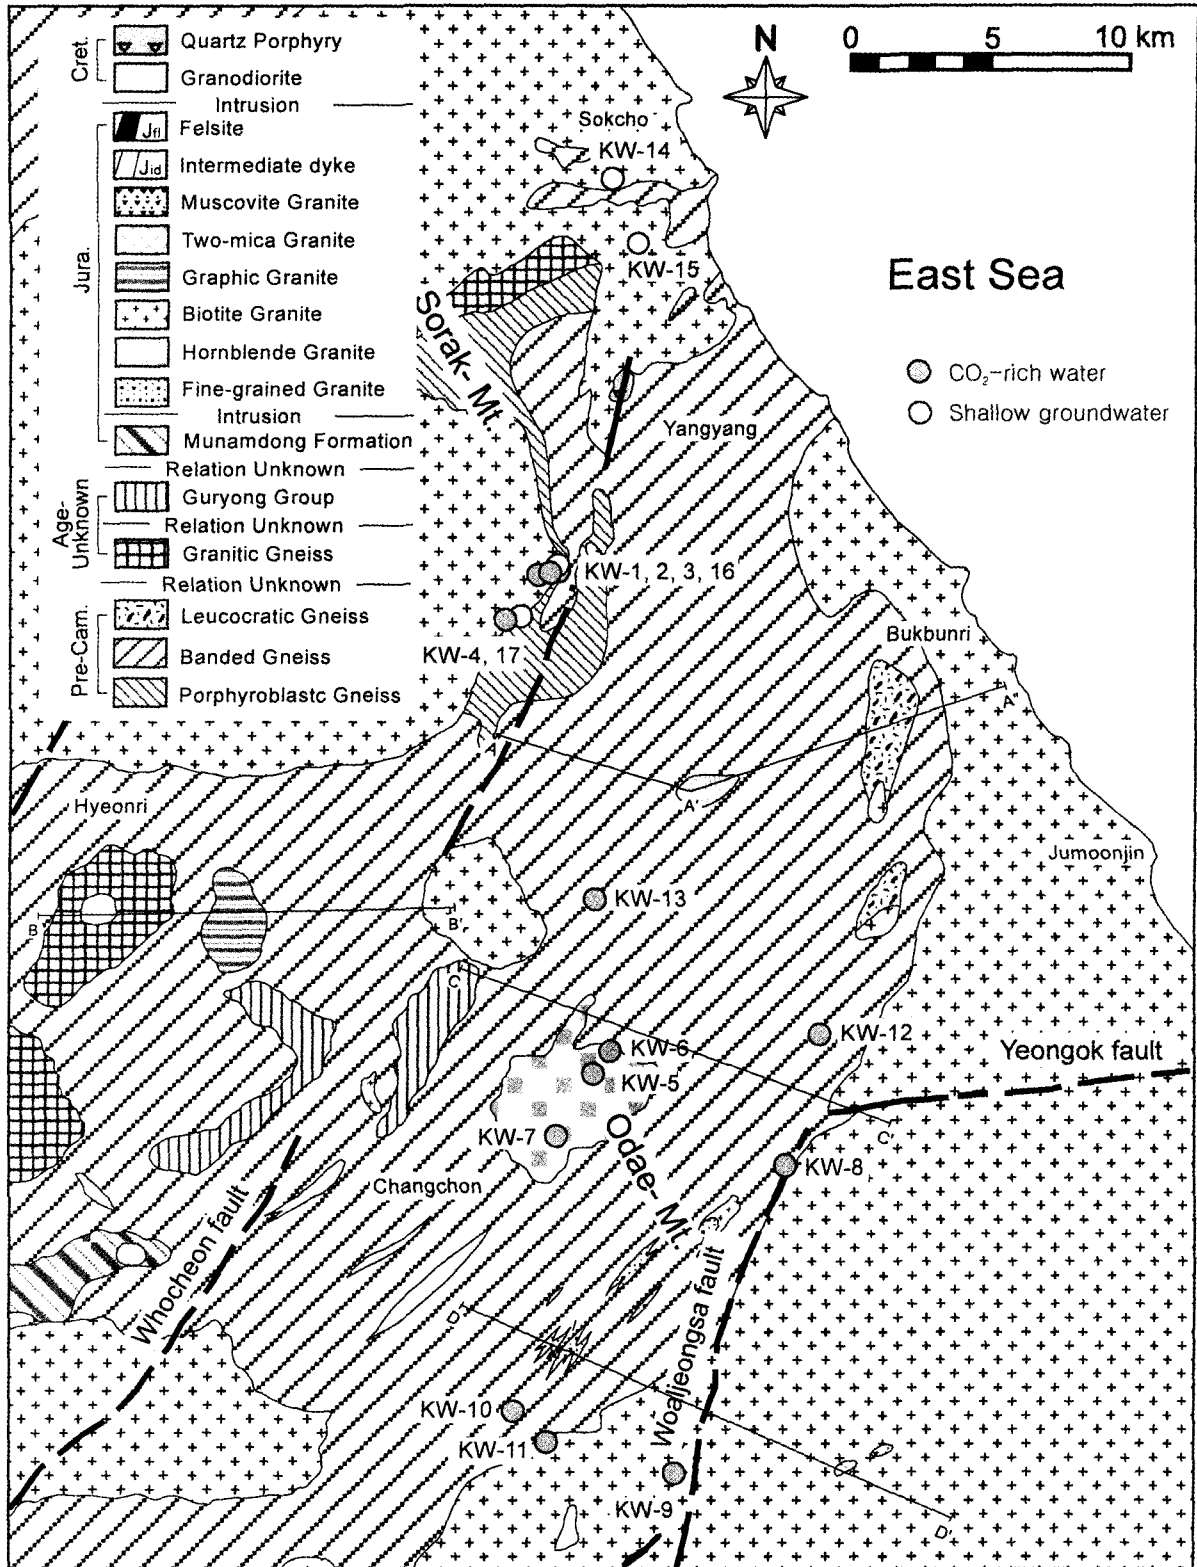 Cret.
Quartz Porphyry
Granodiorite
Intrusion
Jura.
Jfl Felsite
Jid Intermediate dyke
Muscovite Granite
Two-mica Granite
Graphic Granite
Biotite Granite
Hornblende Granite
Fine-grained Granite
Intrusion
Munamdong Formation
Relation Unknown
Age-
Unknown
Guryong Group
Relation Unknown
Granitic Gneiss
Relation Unknown
Pre-Cam.
Leucocratic Gneiss
Banded Gneiss
Porphyroblastc Gneiss
N
0 5 10 km
Sokcho
KW-14
KW-15
East Sea
Sorak-Mt.
CO₂-rich water
Shallow groundwater
Yangyang
KW-1, 2, 3, 16
Bukbunri
KW-4, 17
A
A'
A"
Hyeonri
Jumoonjin
KW-13
B
B'
C
KW-12
KW-6
Yeongok fault
KW-5
C'
KW-7
KW-8
Odae-Mt.
Changchon
Whocheon fault
Woaljeongsa fault
D
KW-10
KW-11
KW-9
D'